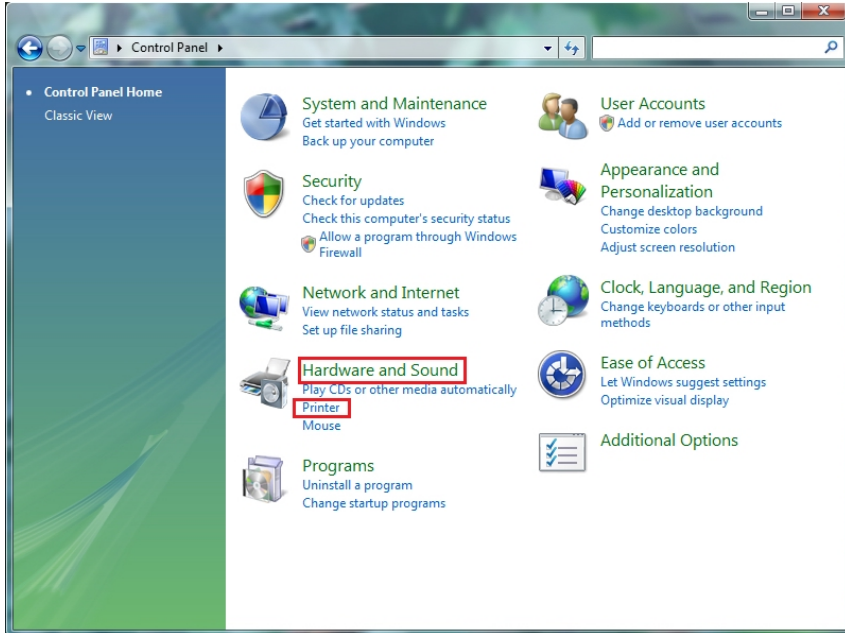 Control Panel
Control Panel Home
Classic View
System and Maintenance
Get started with Windows
Back up your computer
Security
Check for updates
Check this computer's security status
Allow a program through Windows
Firewall
Network and Internet
View network status and tasks
Set up file sharing
Hardware and Sound
Play CDs or other media automatically
Printer
Mouse
Programs
Uninstall a program
Change startup programs
User Accounts
Add or remove user accounts
Appearance and
Personalization
Change desktop background
Customize colors
Adjust screen resolution
Clock, Language, and Region
Change keyboards or other input
methods
Ease of Access
Let Windows suggest settings
Optimize visual display
Additional Options